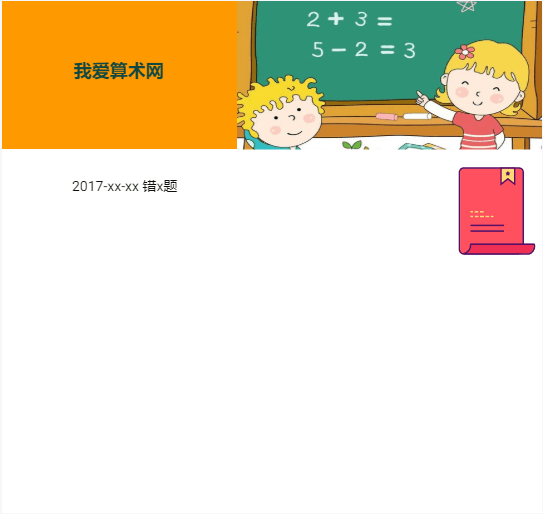 我爱算术网
2 + 3 =
5 - 2 = 3
2017-xx-xx 错x题